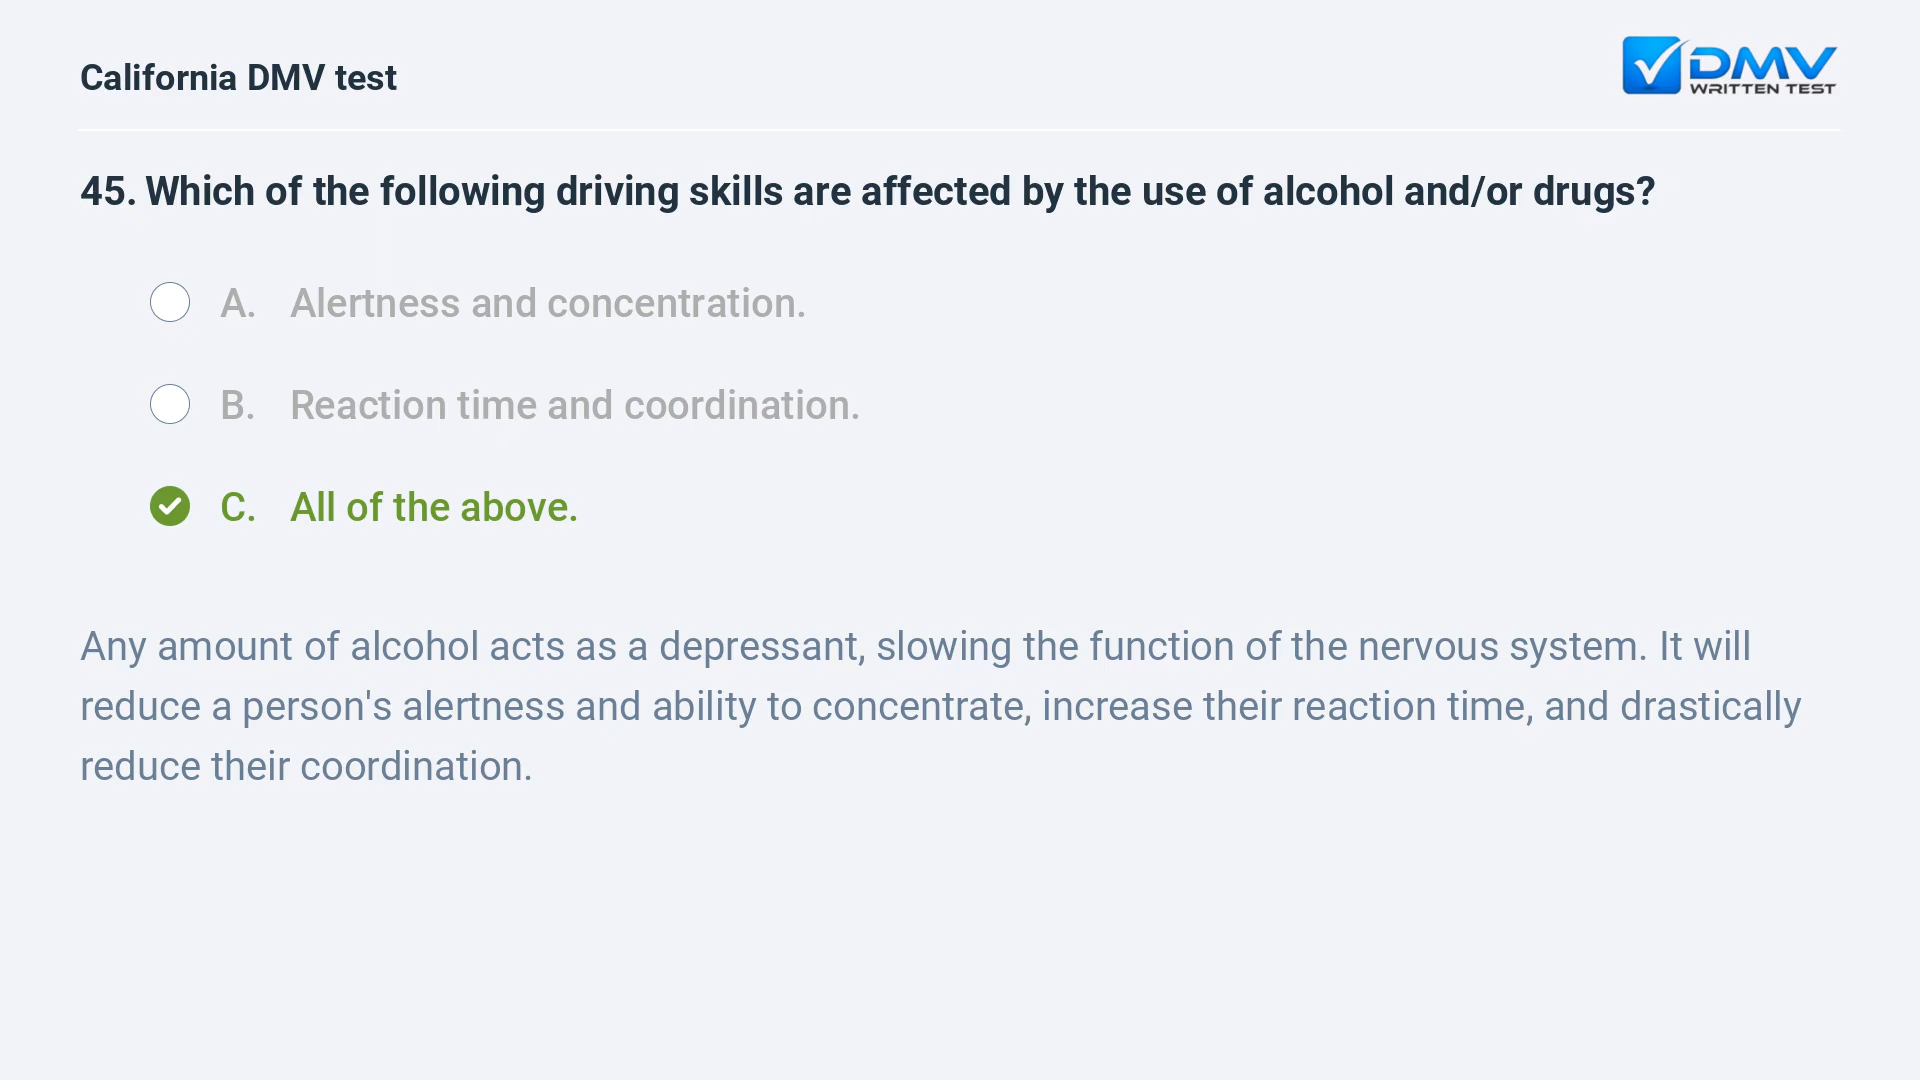 California DMV test
DMV
WRITTEN TEST
45. Which of the following driving skills are affected by the use of alcohol and/or drugs?
A. Alertness and concentration.
B. Reaction time and coordination.
C. All of the above.
Any amount of alcohol acts as a depressant, slowing the function of the nervous system. It will
reduce a person's alertness and ability to concentrate, increase their reaction time, and drastically
reduce their coordination.